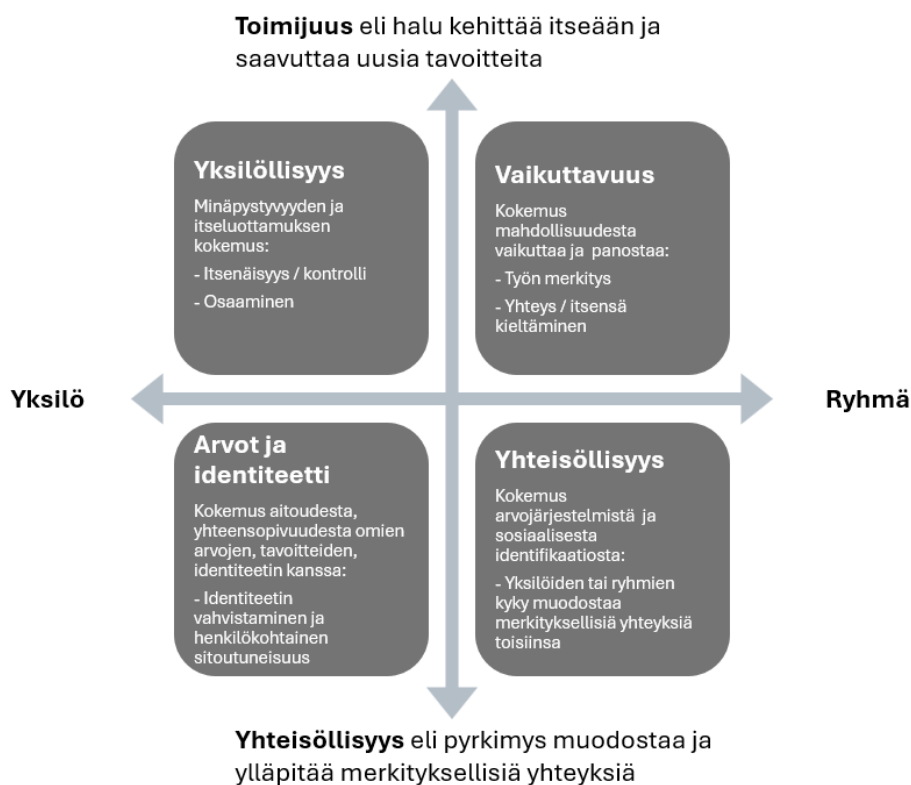 Toimijuus eli halu kehittää itseään ja
saavuttaa uusia tavoitteita
Yksilöllisyys
Minäpystyvyyden ja
itseluottamuksen
kokemus:
- Itsenäisyys / kontrolli
- Osaaminen
Vaikuttavuus
Kokemus
mahdollisuudesta
vaikuttaa ja panostaa:
- Työn merkitys
- Yhteys / itsensä
kieltäminen
Yksilö
Ryhmä
Arvot ja
identiteetti
Kokemus aitoudesta,
yhteensopivuudesta omien
arvojen, tavoitteiden,
identiteetin kanssa:
- Identiteetin
vahvistaminen ja
henkilökohtainen
sitoutuneisuus
Yhteisöllisyys
Kokemus
arvojärjestelmistä ja
sosiaalisesta
identifikaatiosta:
- Yksilöiden tai ryhmien
kyky muodostaa
merkityksellisiä yhteyksiä
toisiinsa
Yhteisöllisyys eli pyrkimys muodostaa ja
ylläpitää merkityksellisiä yhteyksiä